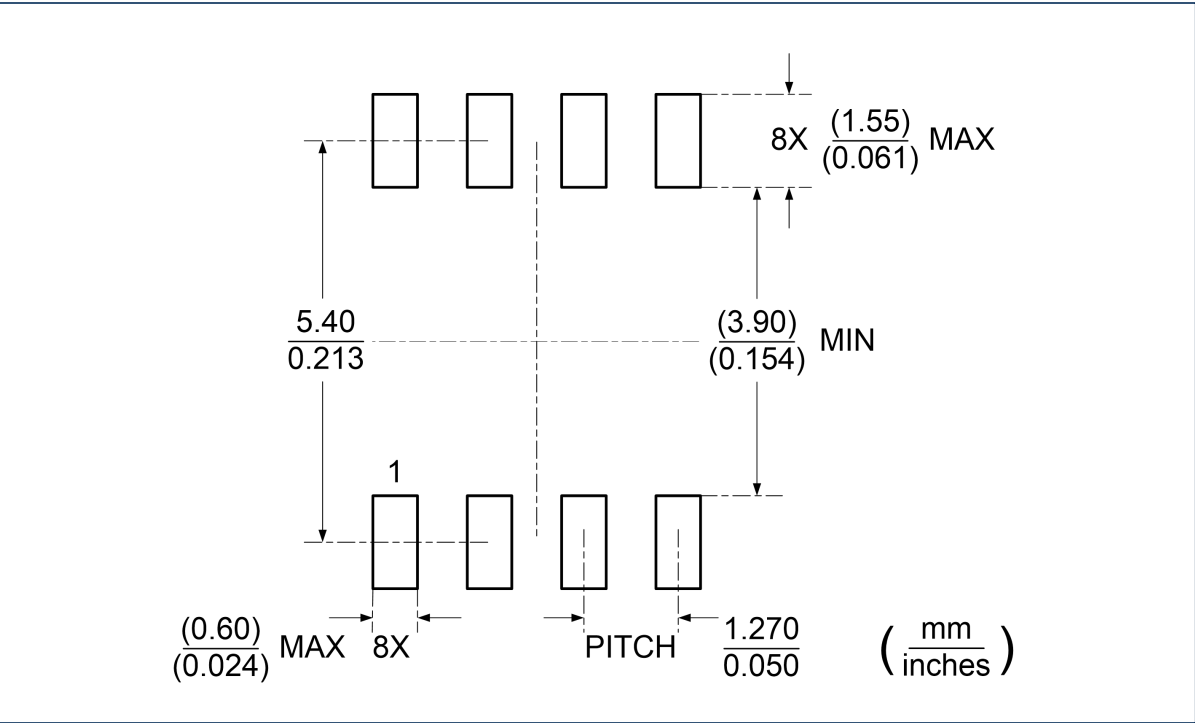 8X (1.55) MAX
(0.061)
5.40
0.213
(3.90) MIN
(0.154)
1
(0.60) MAX 8X
(0.024)
PITCH 1.270
0.050
( mm
inches )